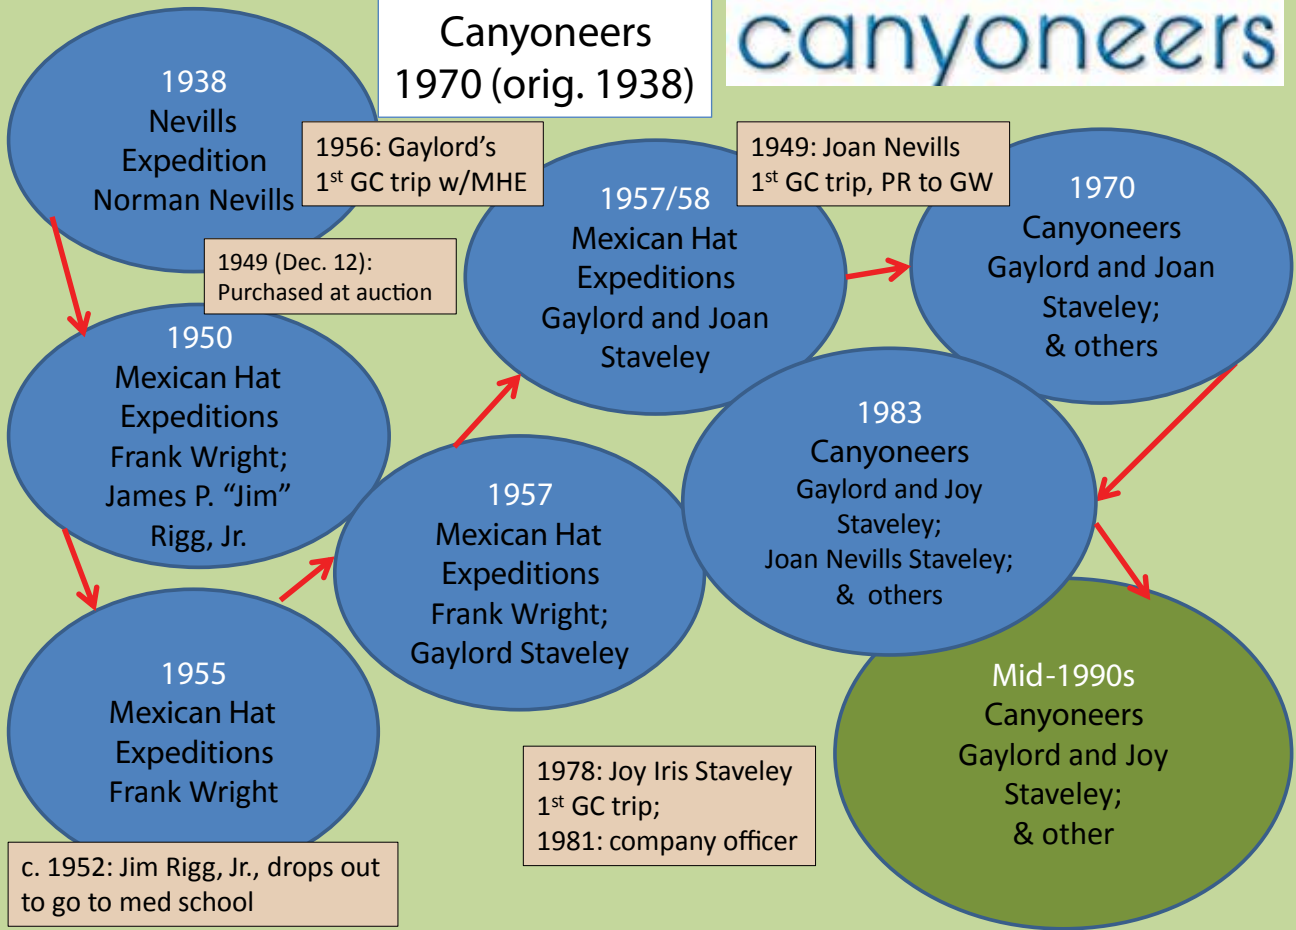 Canyoneers
1970 (orig. 1938)
canyoneers
1938
Nevills
Expedition
Norman Nevills
1956: Gaylord’s
1st GC trip w/MHE
1949: Joan Nevills
1st GC trip, PR to GW
1949 (Dec. 12):
Purchased at auction
1950
Mexican Hat
Expeditions
Frank Wright;
James P. “Jim”
Rigg, Jr.
1957/58
Mexican Hat
Expeditions
Gaylord and Joan
Staveley
1970
Canyoneers
Gaylord and Joan
Staveley;
& others
1955
Mexican Hat
Expeditions
Frank Wright
1957
Mexican Hat
Expeditions
Frank Wright;
Gaylord Staveley
1983
Canyoneers
Gaylord and Joy
Staveley;
Joan Nevills Staveley;
& others
Mid-1990s
Canyoneers
Gaylord and Joy
Staveley;
& other
c. 1952: Jim Rigg, Jr., drops out
to go to med school
1978: Joy Iris Staveley
1st GC trip;
1981: company officer